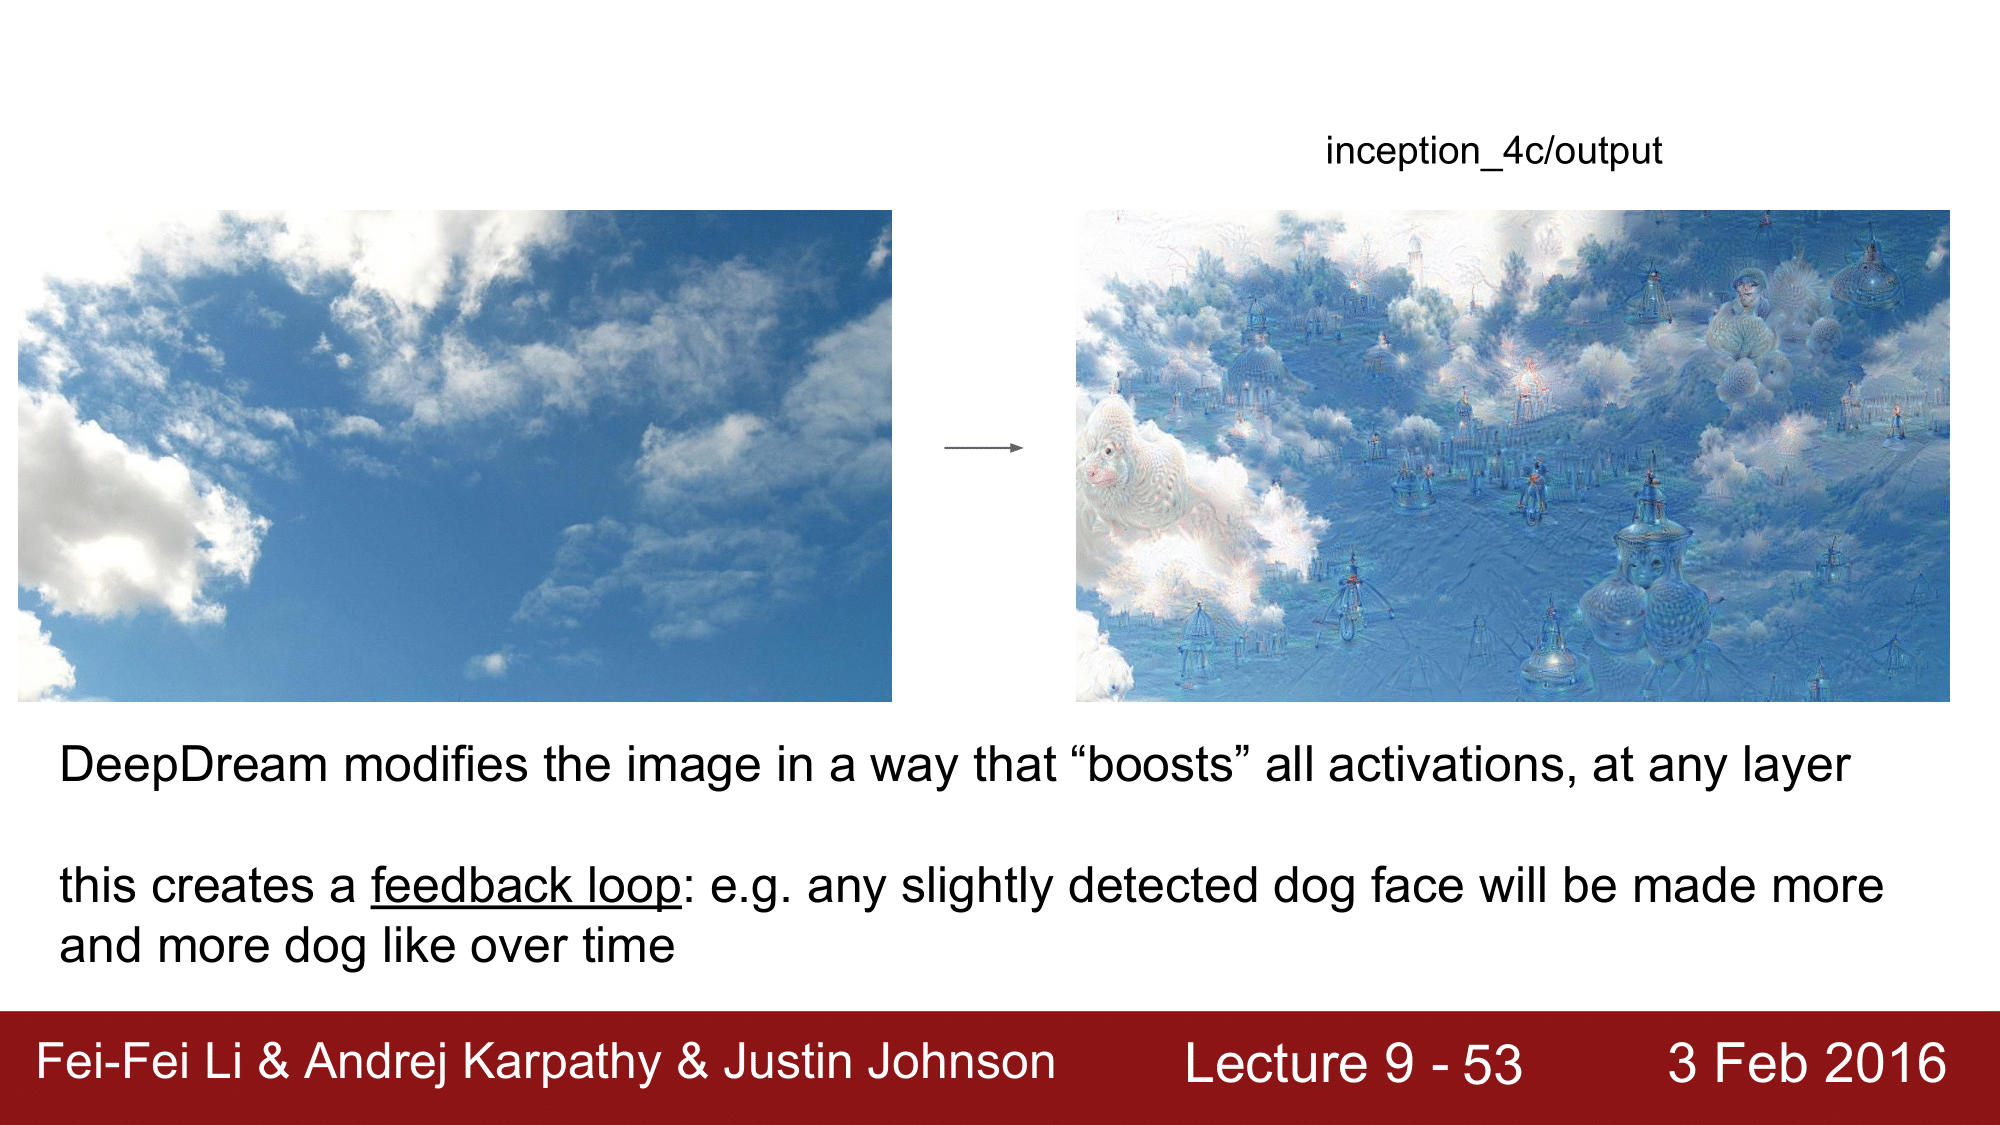 inception_4c/output
DeepDream modifies the image in a way that “boosts” all activations, at any layer
this creates a feedback loop: e.g. any slightly detected dog face will be made more
and more dog like over time
Fei-Fei Li & Andrej Karpathy & Justin Johnson
Lecture 9 - 53
3 Feb 2016